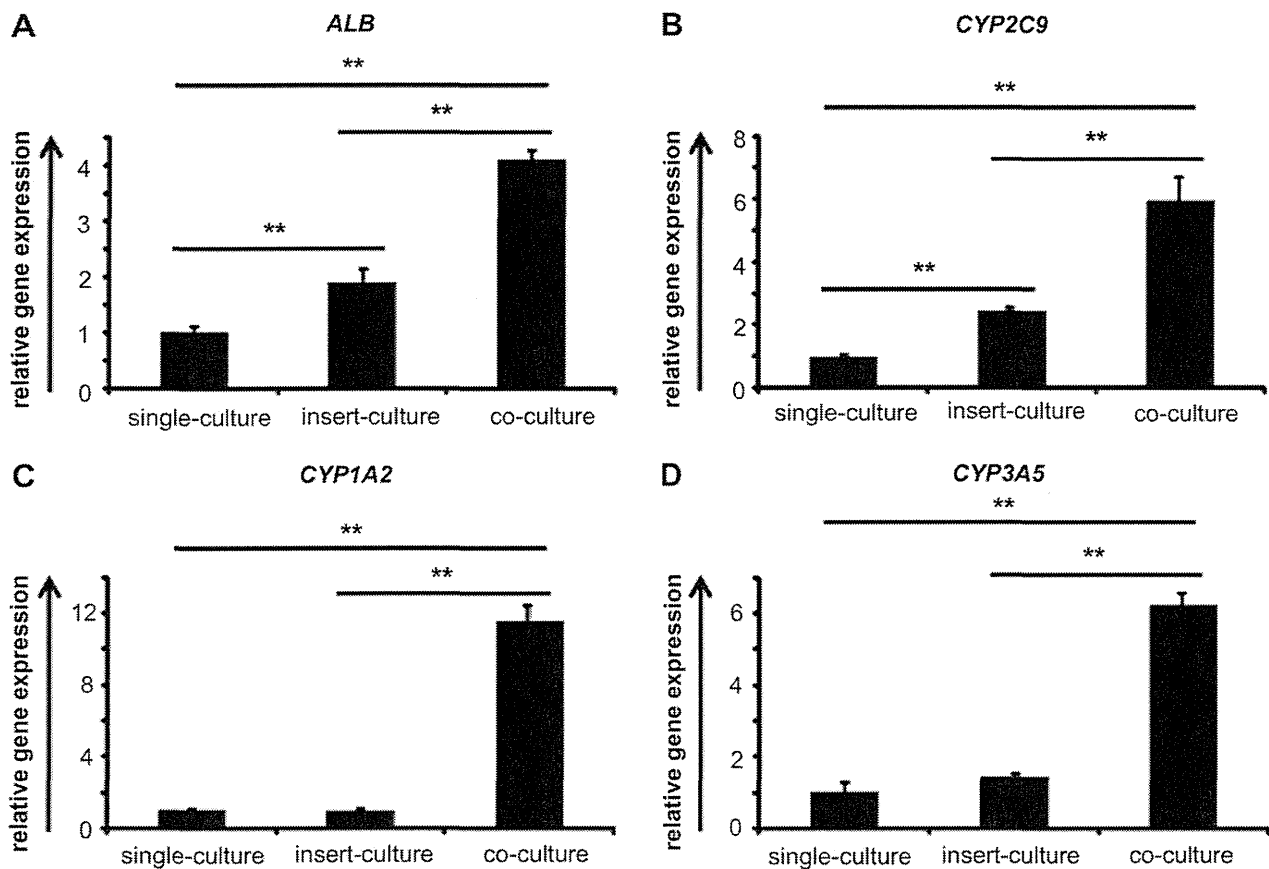 A
ALB
**
**
**
relative gene expression
4
3
2
1
0
single-culture insert-culture co-culture
B
CYP2C9
**
**
**
relative gene expression
8
6
4
2
0
single-culture insert-culture co-culture
C
CYP1A2
**
**
relative gene expression
12
8
4
0
single-culture insert-culture co-culture
D
CYP3A5
**
**
relative gene expression
6
4
2
0
single-culture insert-culture co-culture